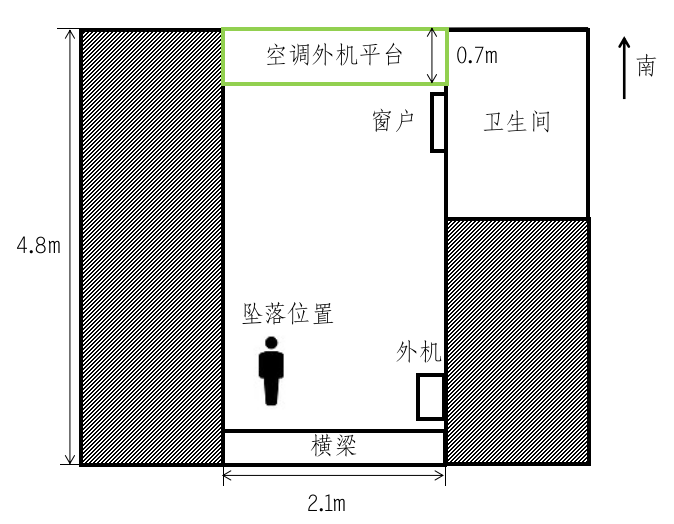 空调外机平台
0.7m
南
窗户
卫生间
4.8m
坠落位置
外机
横梁
2.1m